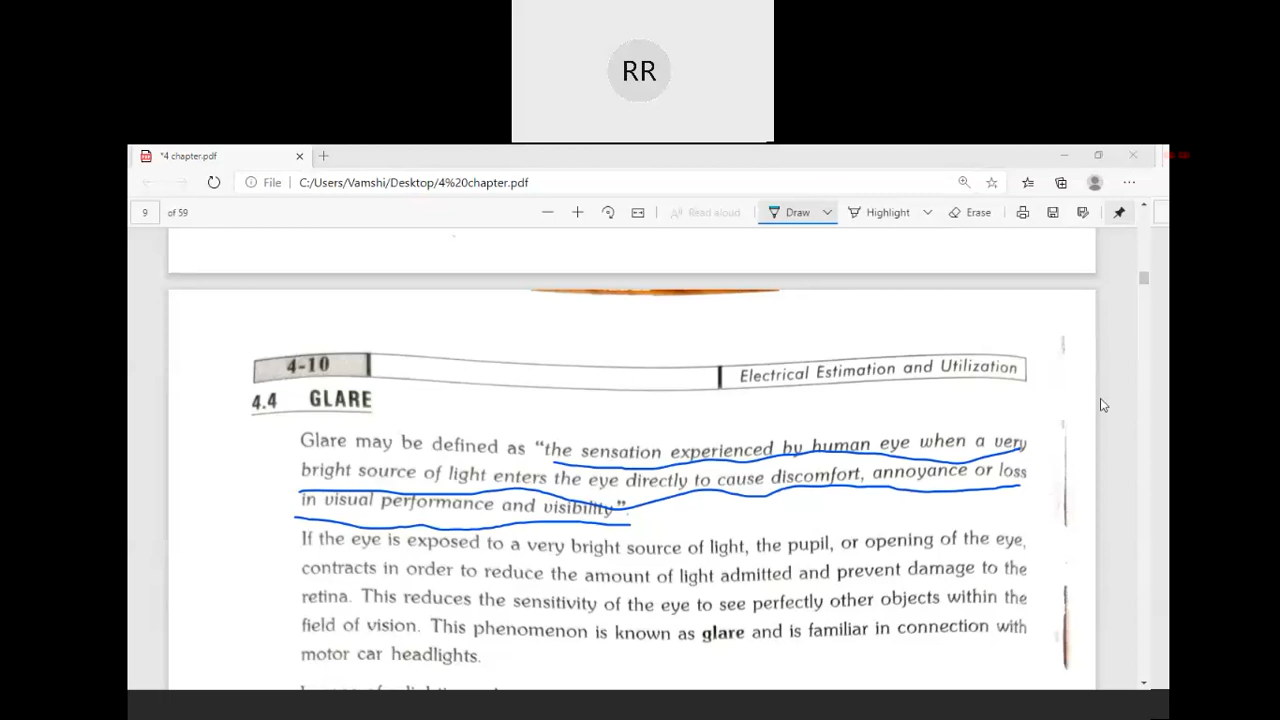 RR
*4 chapter.pdf
File C:/Users/Vamshi/Desktop/4%20chapter.pdf
9 of 59 Read aloud Draw Highlight Erase
4-10 Electrical Estimation and Utilization
4.4 GLARE
Glare may be defined as “the sensation experienced by human eye when a very
bright source of light enters the eye directly to cause discomfort, annoyance or loss
in visual performance and visibility”.
If the eye is exposed to a very bright source of light, the pupil, or opening of the eye,
contracts in order to reduce the amount of light admitted and prevent damage to the
retina. This reduces the sensitivity of the eye to see perfectly other objects within the
field of vision. This phenomenon is known as glare and is familiar in connection with
motor car headlights.